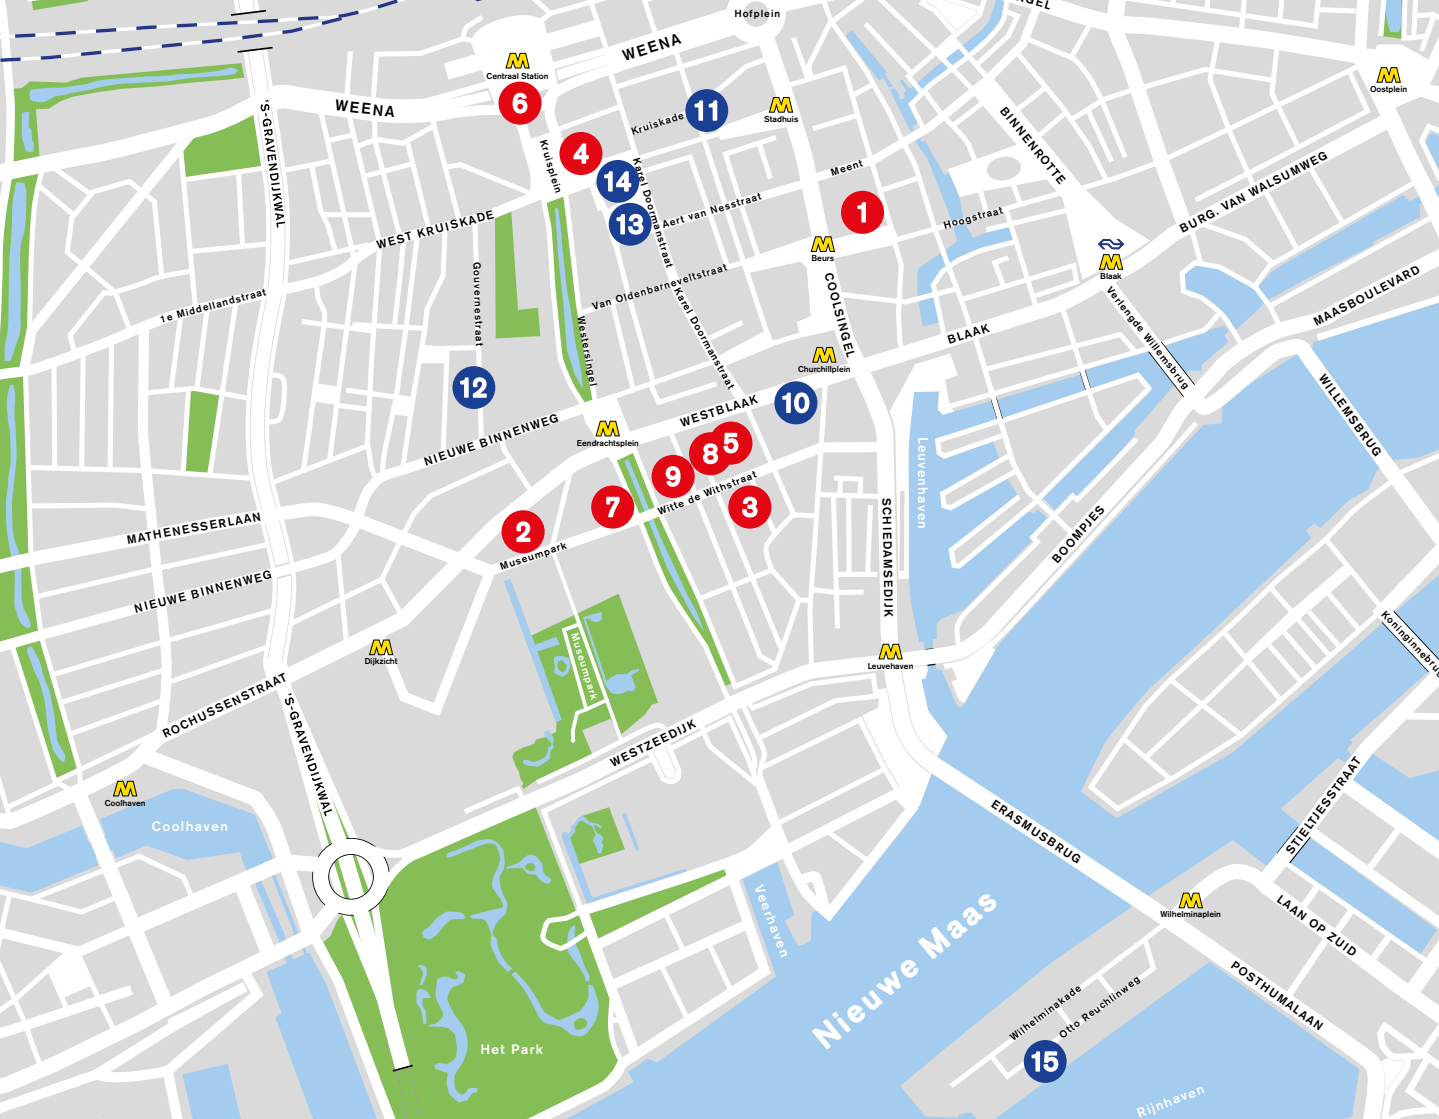 Hofplein
NGEL
WEENA
Centraal Station
Oostplein
6
WEENA
11
Stadhuis
Kruiskade
BINNENROTTE
'S-GRAVENDIJKWAL
Kruisplein
4
14
Karel Doormanstraat
Meent
BURG. VAN WALSUMWEG
13
Aert van Nesstraat
1
Hoogstraat
WEST KRUISKADE
Beurs
Blaak
Gouvernestraat
1e Middellandstraat
Van Oldenbarneveltstraat
Karel Doormanstraat
COOLSINGEL
BLAAK
Verlengde Willemsbrug
MAASBOULEVARD
Westersingel
Churchillplein
12
10
WILLEMSBRUG
WESTBLAAK
NIEUWE BINNENWEG
Eendrachtsplein
5
8
9
Witte de Withstraat
7
3
2
Museumpark
Leuvenhaven
SCHIEDAMSEDIJK
BOOMPJES
MATHENESSERLAAN
NIEUWE BINNENWEG
Koninginnebrug
Dijkzicht
Museumpark
Leuvehaven
ROCHUSSENSTRAAT
'S-GRAVENDIJKWAL
WESTZEEDIJK
Coolhaven
Coolhaven
ERASMUSBRUG
STIELTJESSTRAAT
Veerhaven
Nieuwe Maas
Wilhelminaplein
LAAN OP ZUID
POSTHUMALAAN
Wilhelminakade
Otto Reuchlinweg
Het Park
15
Rijnhaven